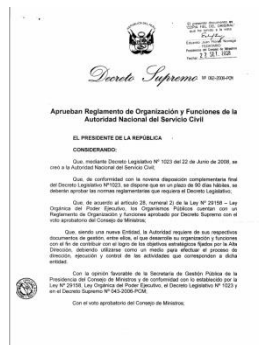 Decreto Supremo Nº 062-2008-PCM
Aprueban Reglamento de Organización y Funciones de la
Autoridad Nacional del Servicio Civil
EL PRESIDENTE DE LA REPÚBLICA
CONSIDERANDO:
Que, mediante Decreto Legislativo Nº 1023 del 22 de Junio de 2008, se
creó a la Autoridad Nacional del Servicio Civil;
Que, de conformidad con la novena disposición complementaria final
del Decreto Legislativo Nº1023, se dispone que en un plazo de 90 días hábiles, se
deberán aprobar las normas reglamentarias que requiera el Decreto Legislativo;
Que, de acuerdo al artículo 28, numeral 2) de la Ley Nº 29158 – Ley
Orgánica del Poder Ejecutivo, los Organismos Públicos cuentan con un
Reglamento de Organización y funciones aprobado por Decreto Supremo con el
voto aprobatorio del Consejo de Ministros;
Que, siendo una nueva Entidad, la Autoridad requiere de sus respectivos
documentos de gestión, entre ellos, el que desarrolle su organización y funciones
con el fin de contribuir con el logro de los objetivos estratégicos fijados por la Alta
Dirección, debiendo utilizarse como un medio para efectuar el proceso de
dirección, ejecución y control de las actividades que corresponden a dicha
entidad.
Con la opinión favorable de la Secretaría de Gestión Pública de la
Presidencia del Consejo de Ministros y de conformidad con lo establecido por la
Ley Nº 29158, Ley Orgánica del Poder Ejecutivo, el Decreto Legislativo Nº 1023 y
en el Decreto Supremo Nº 043-2006-PCM;
Con el voto aprobatorio del Consejo de Ministros;